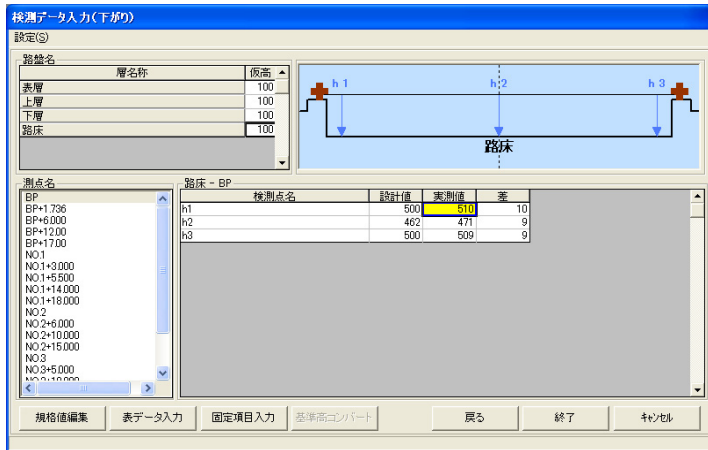 検測データ入力(下がり)
設定(S)
路盤名
層名称 仮高
表層 100
上層 100
下層 100
路床 100
h 1 h 2 h 3
路床
測点名
BP
BP+1.736
BP+6.000
BP+12.00
BP+17.00
NO.1
NO.1+3.000
NO.1+5.500
NO.1+14.000
NO.1+18.000
NO.2
NO.2+6.000
NO.2+10.000
NO.2+15.000
NO.3
NO.3+5.000
路床 - BP
検測点名 設計値 実測値 差
h1 500 510 10
h2 462 471 9
h3 500 509 9
規格値編集 表データ入力 固定項目入力 基準高コンバート 戻る 終了 キャンセル